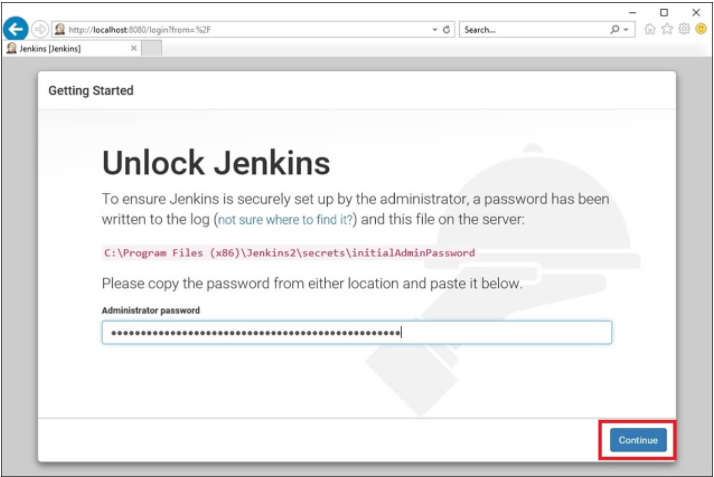 http://localhost:8080/login?from=%2F
Search...
Jenkins [Jenkins]
Getting Started
Unlock Jenkins
To ensure Jenkins is securely set up by the administrator, a password has been
written to the log (not sure where to find it?) and this file on the server:
C:\Program Files (x86)\Jenkins2\secrets\initialAdminPassword
Please copy the password from either location and paste it below.
Administrator password
Continue